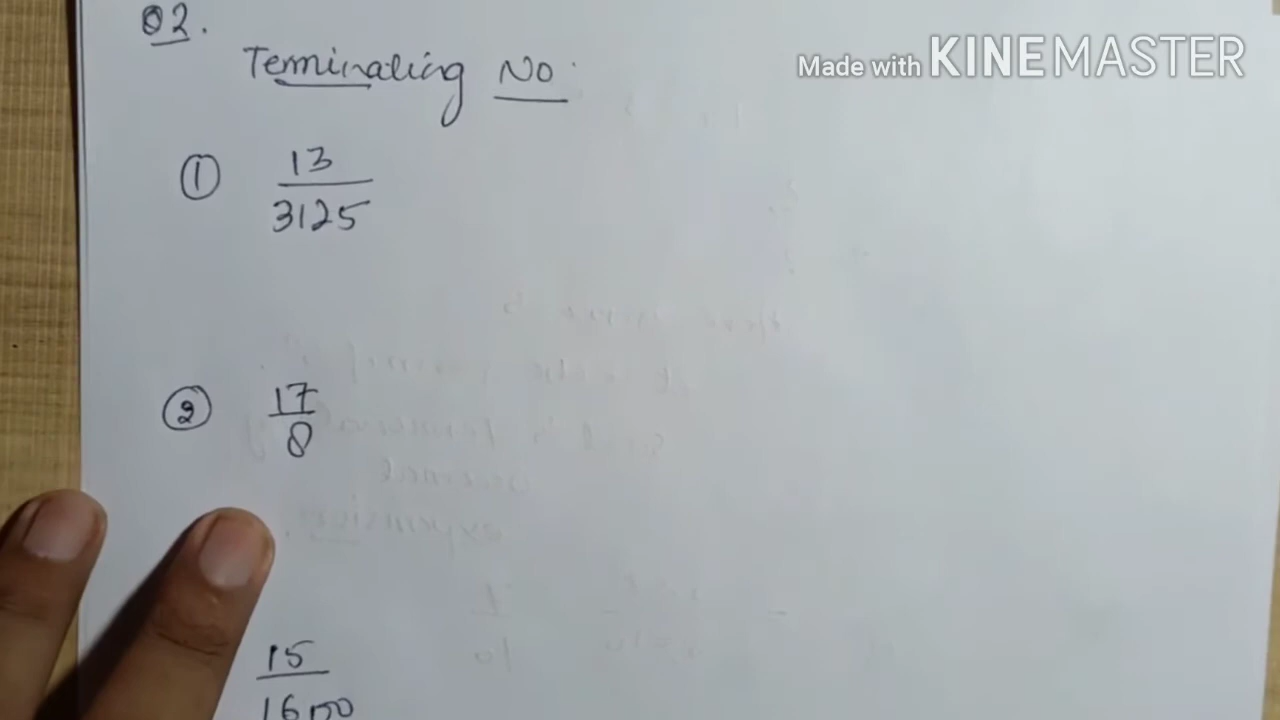 Q2.
Made with KINEMASTER
Terminating No.
① 13
3125
② 17
8
15
1600